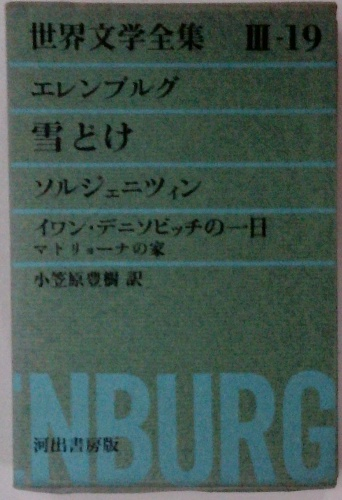 世界文学全集 Ⅲ-19
エレンブルグ
雪どけ
ソルジェニツィン
イワン・デニソビッチの一日
マトリョーナの家
小笠原豊樹 訳
ENBURG
河出書房版